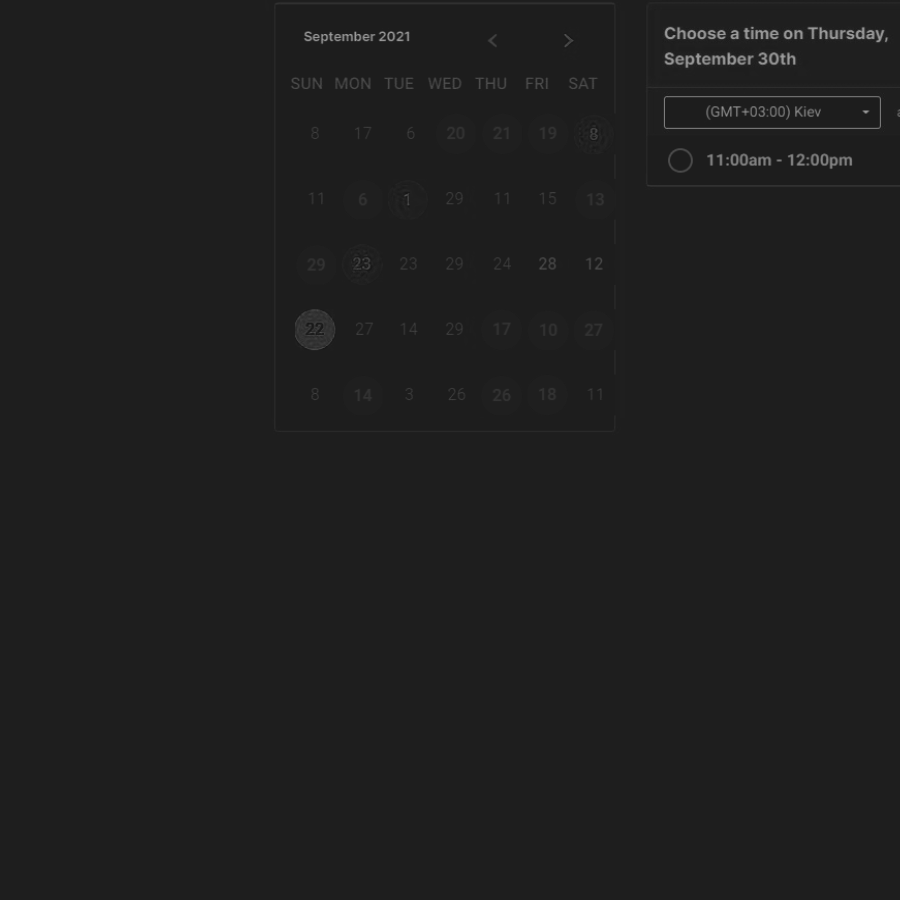 September 2021
SUN MON TUE WED THU FRI SAT
8 17 6 20 21 19 8
11 6 1 29 11 15 13
29 23 23 29 24 28 12
22 27 14 29 17 10 27
8 14 3 26 26 18 11
Choose a time on Thursday,
September 30th
(GMT+03:00) Kiev
11:00am - 12:00pm